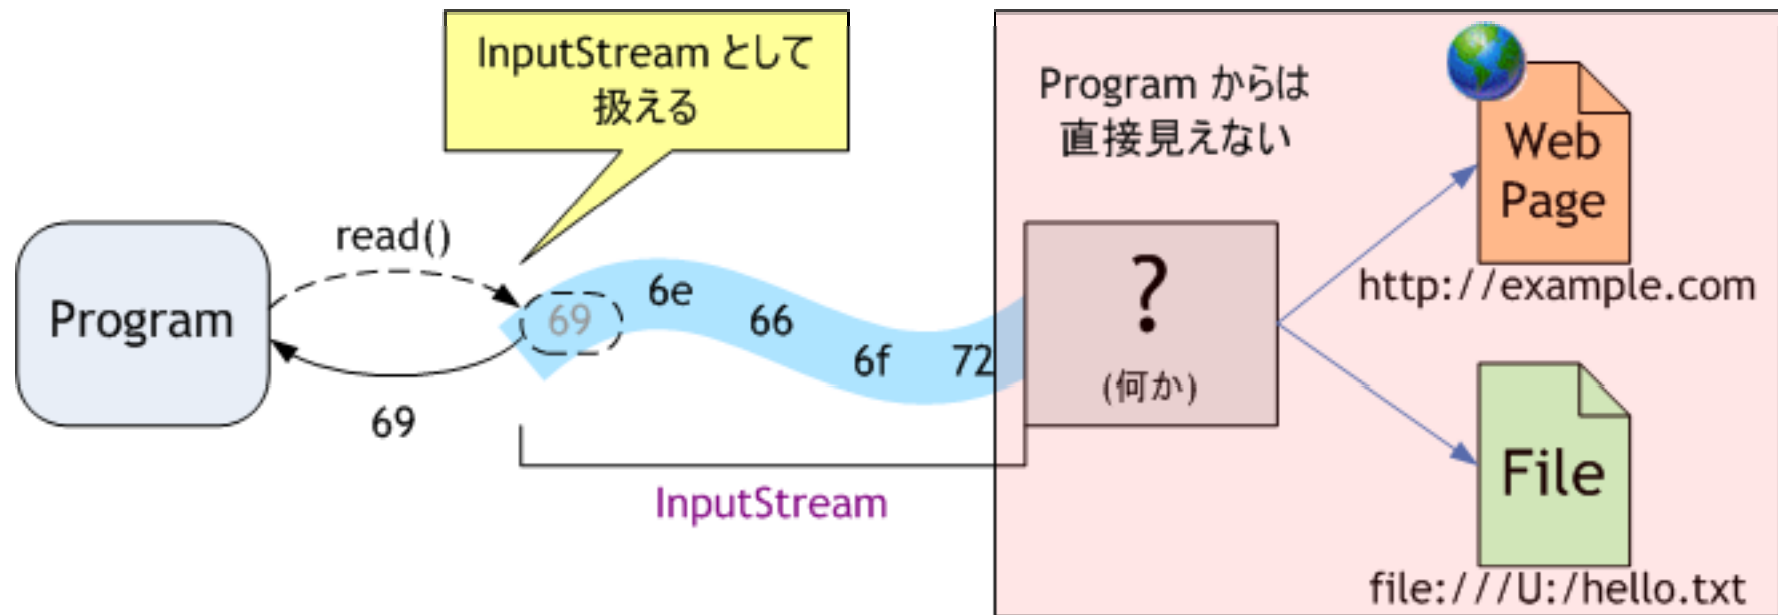 InputStream として
扱える
Program からは
直接見えない
Web
Page
http://example.com
read()
Program
69
6e
66
6f
72
?
(何か)
69
InputStream
File
file:///U:/hello.txt